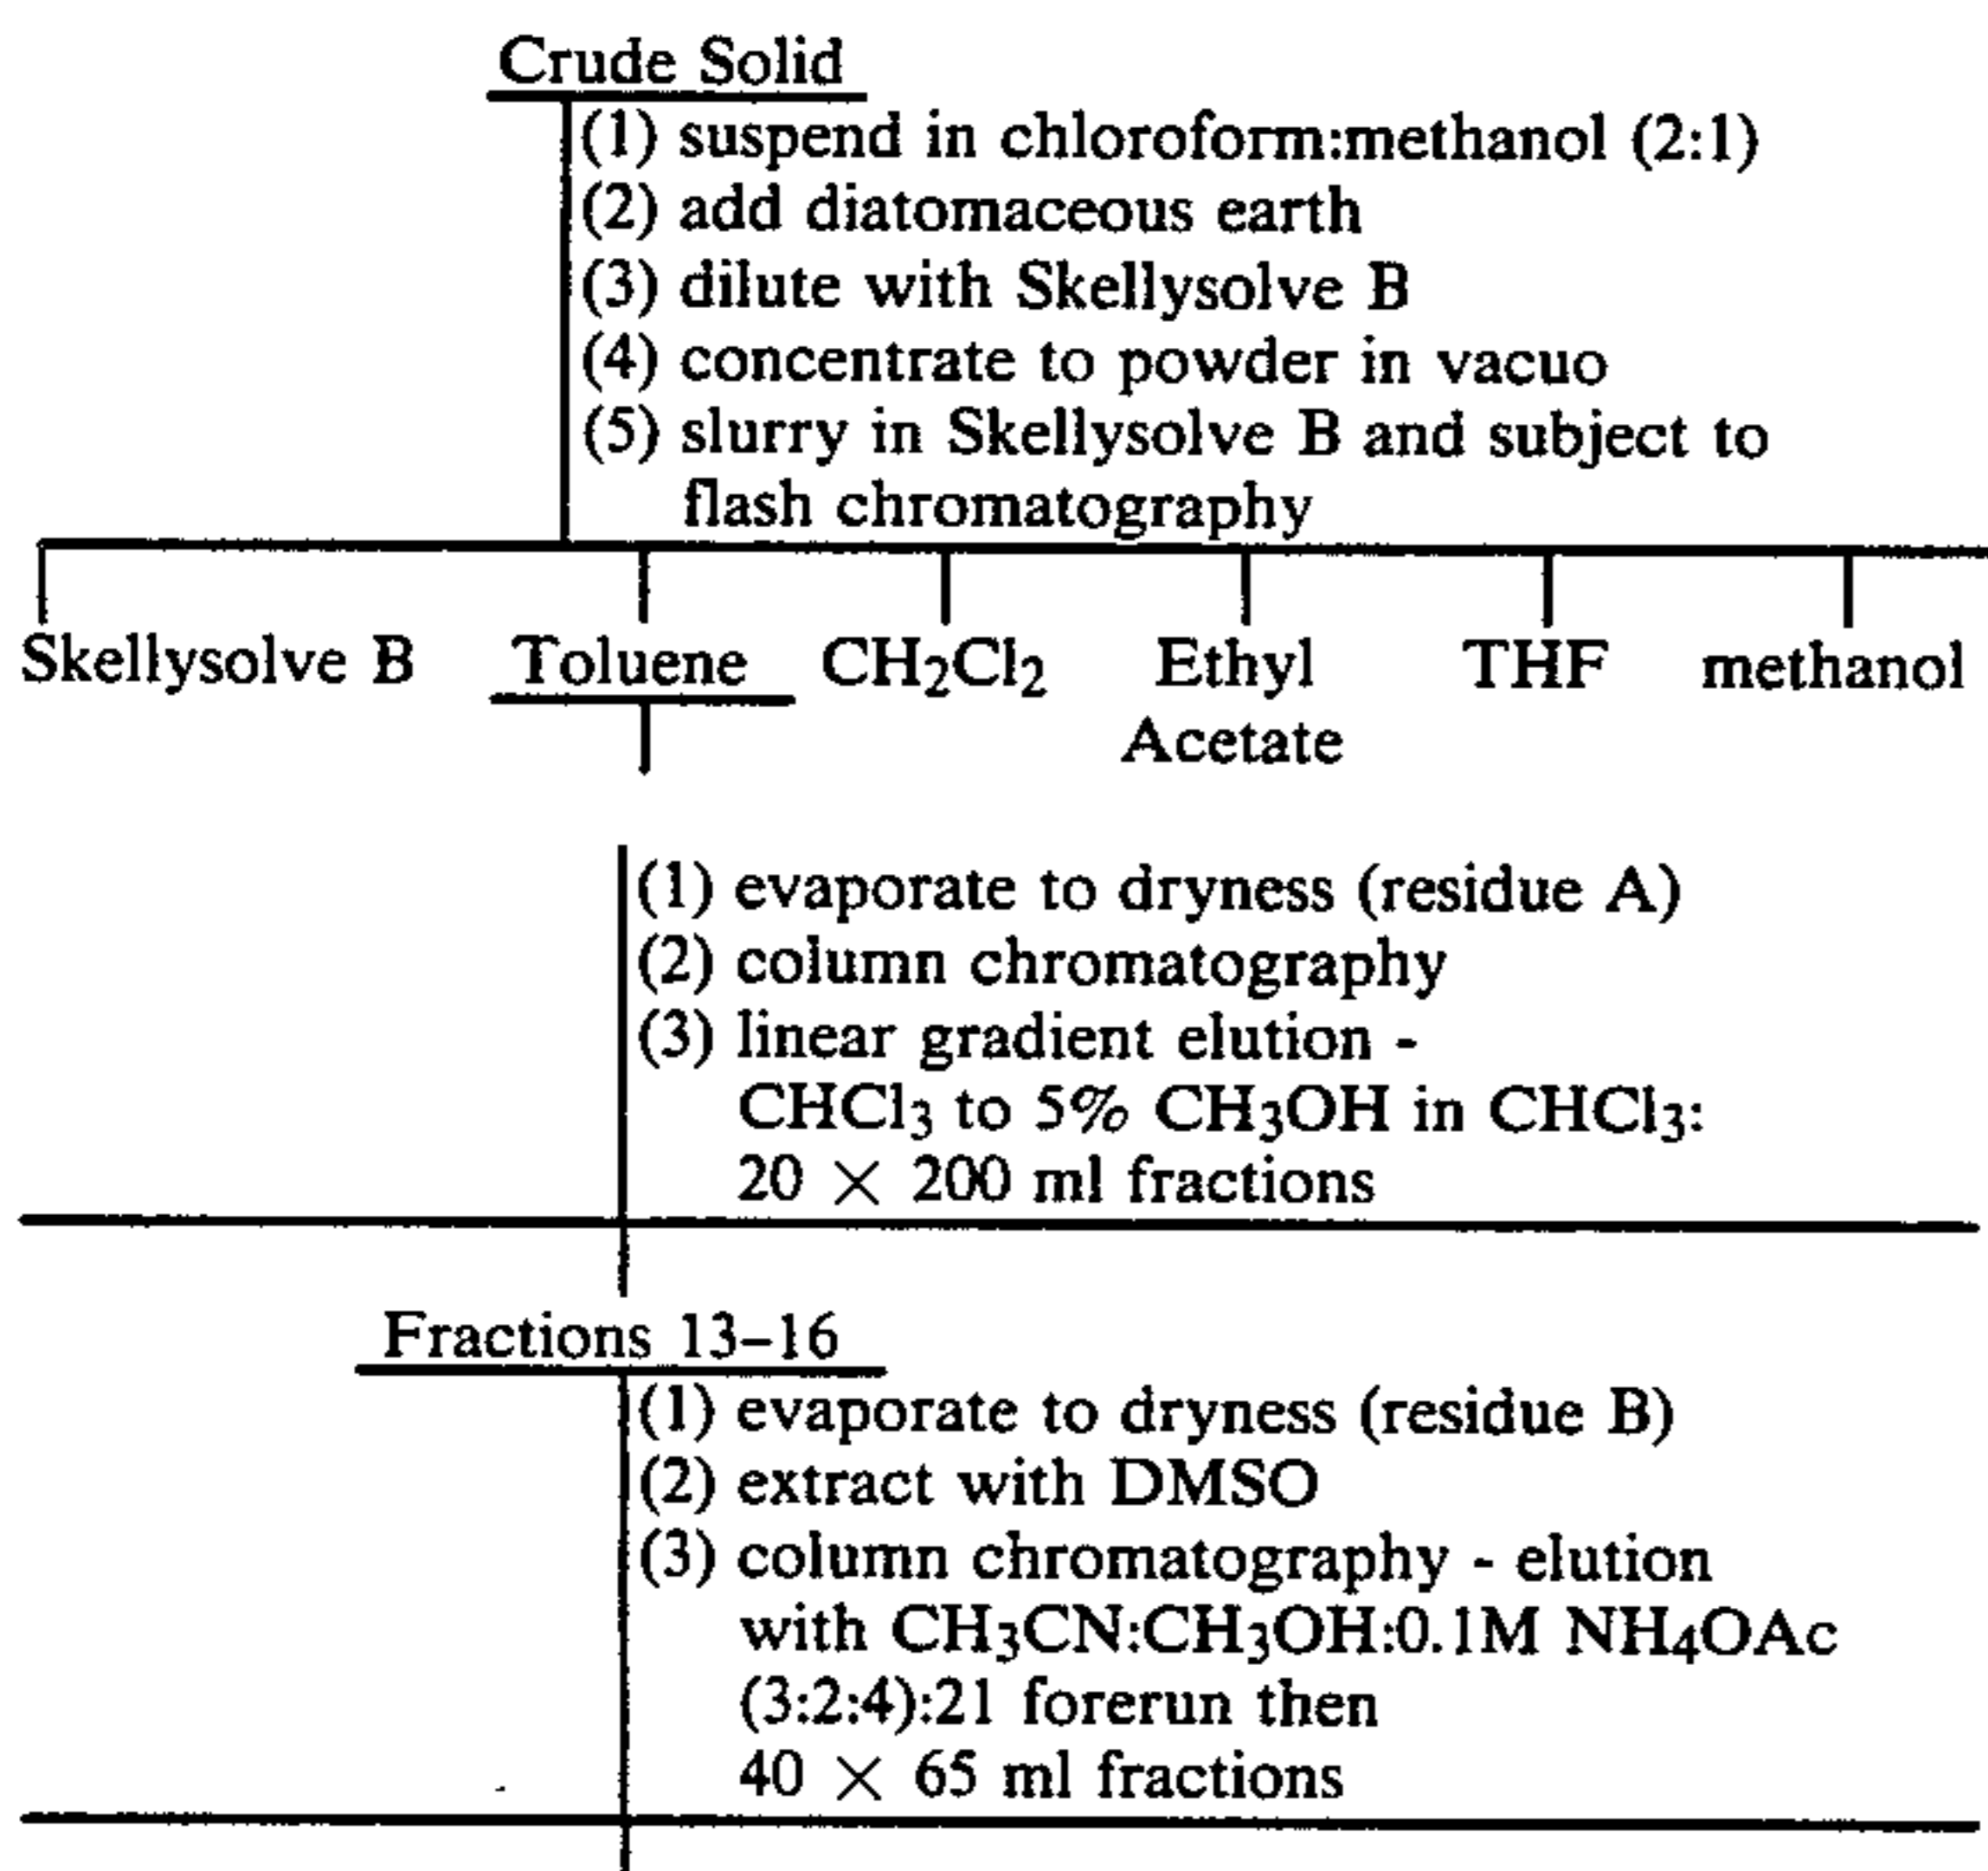 Crude Solid
(1) suspend in chloroform:methanol (2:1)
(2) add diatomaceous earth
(3) dilute with Skellysolve B
(4) concentrate to powder in vacuo
(5) slurry in Skellysolve B and subject to
flash chromatography
Skellysolve B Toluene CH₂Cl₂ Ethyl THF methanol
Acetate
(1) evaporate to dryness (residue A)
(2) column chromatography
(3) linear gradient elution -
CHCl₃ to 5% CH₃OH in CHCl₃:
20 × 200 ml fractions
Fractions 13–16
(1) evaporate to dryness (residue B)
(2) extract with DMSO
(3) column chromatography - elution
with CH₃CN:CH₃OH:0.1M NH₄OAc
(3:2:4):21 forerun then
40 × 65 ml fractions